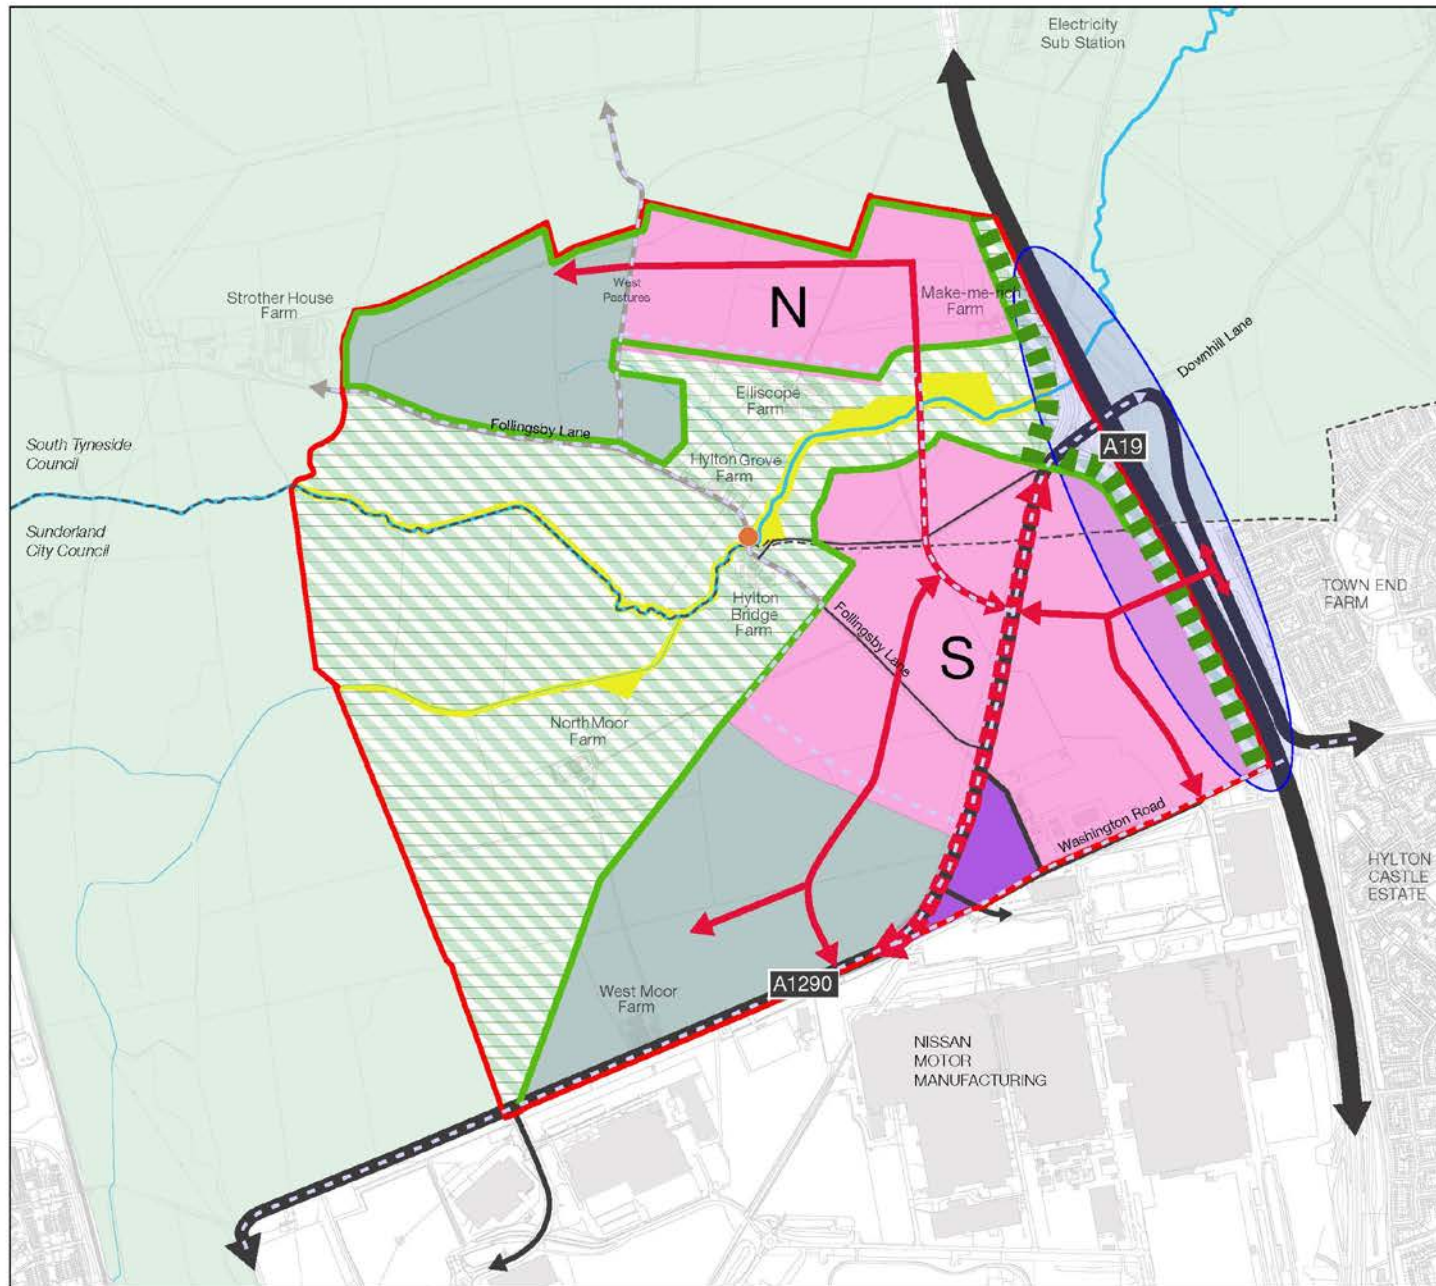 Electricity
Sub Station
Strother House
Farm
West
Pastures
N
Make-me-rich
Farm
Downhill Lane
Elliscope
Farm
A19
Follingsby Lane
South Tyneside
Council
Hylton Grove
Farm
Sunderland
City Council
TOWN END
FARM
Hylton
Bridge
Farm
Follingsby Lane
S
North Moor
Farm
Washington Road
HYLTON
CASTLE
ESTATE
A1290
West Moor
Farm
NISSAN
MOTOR
MANUFACTURING